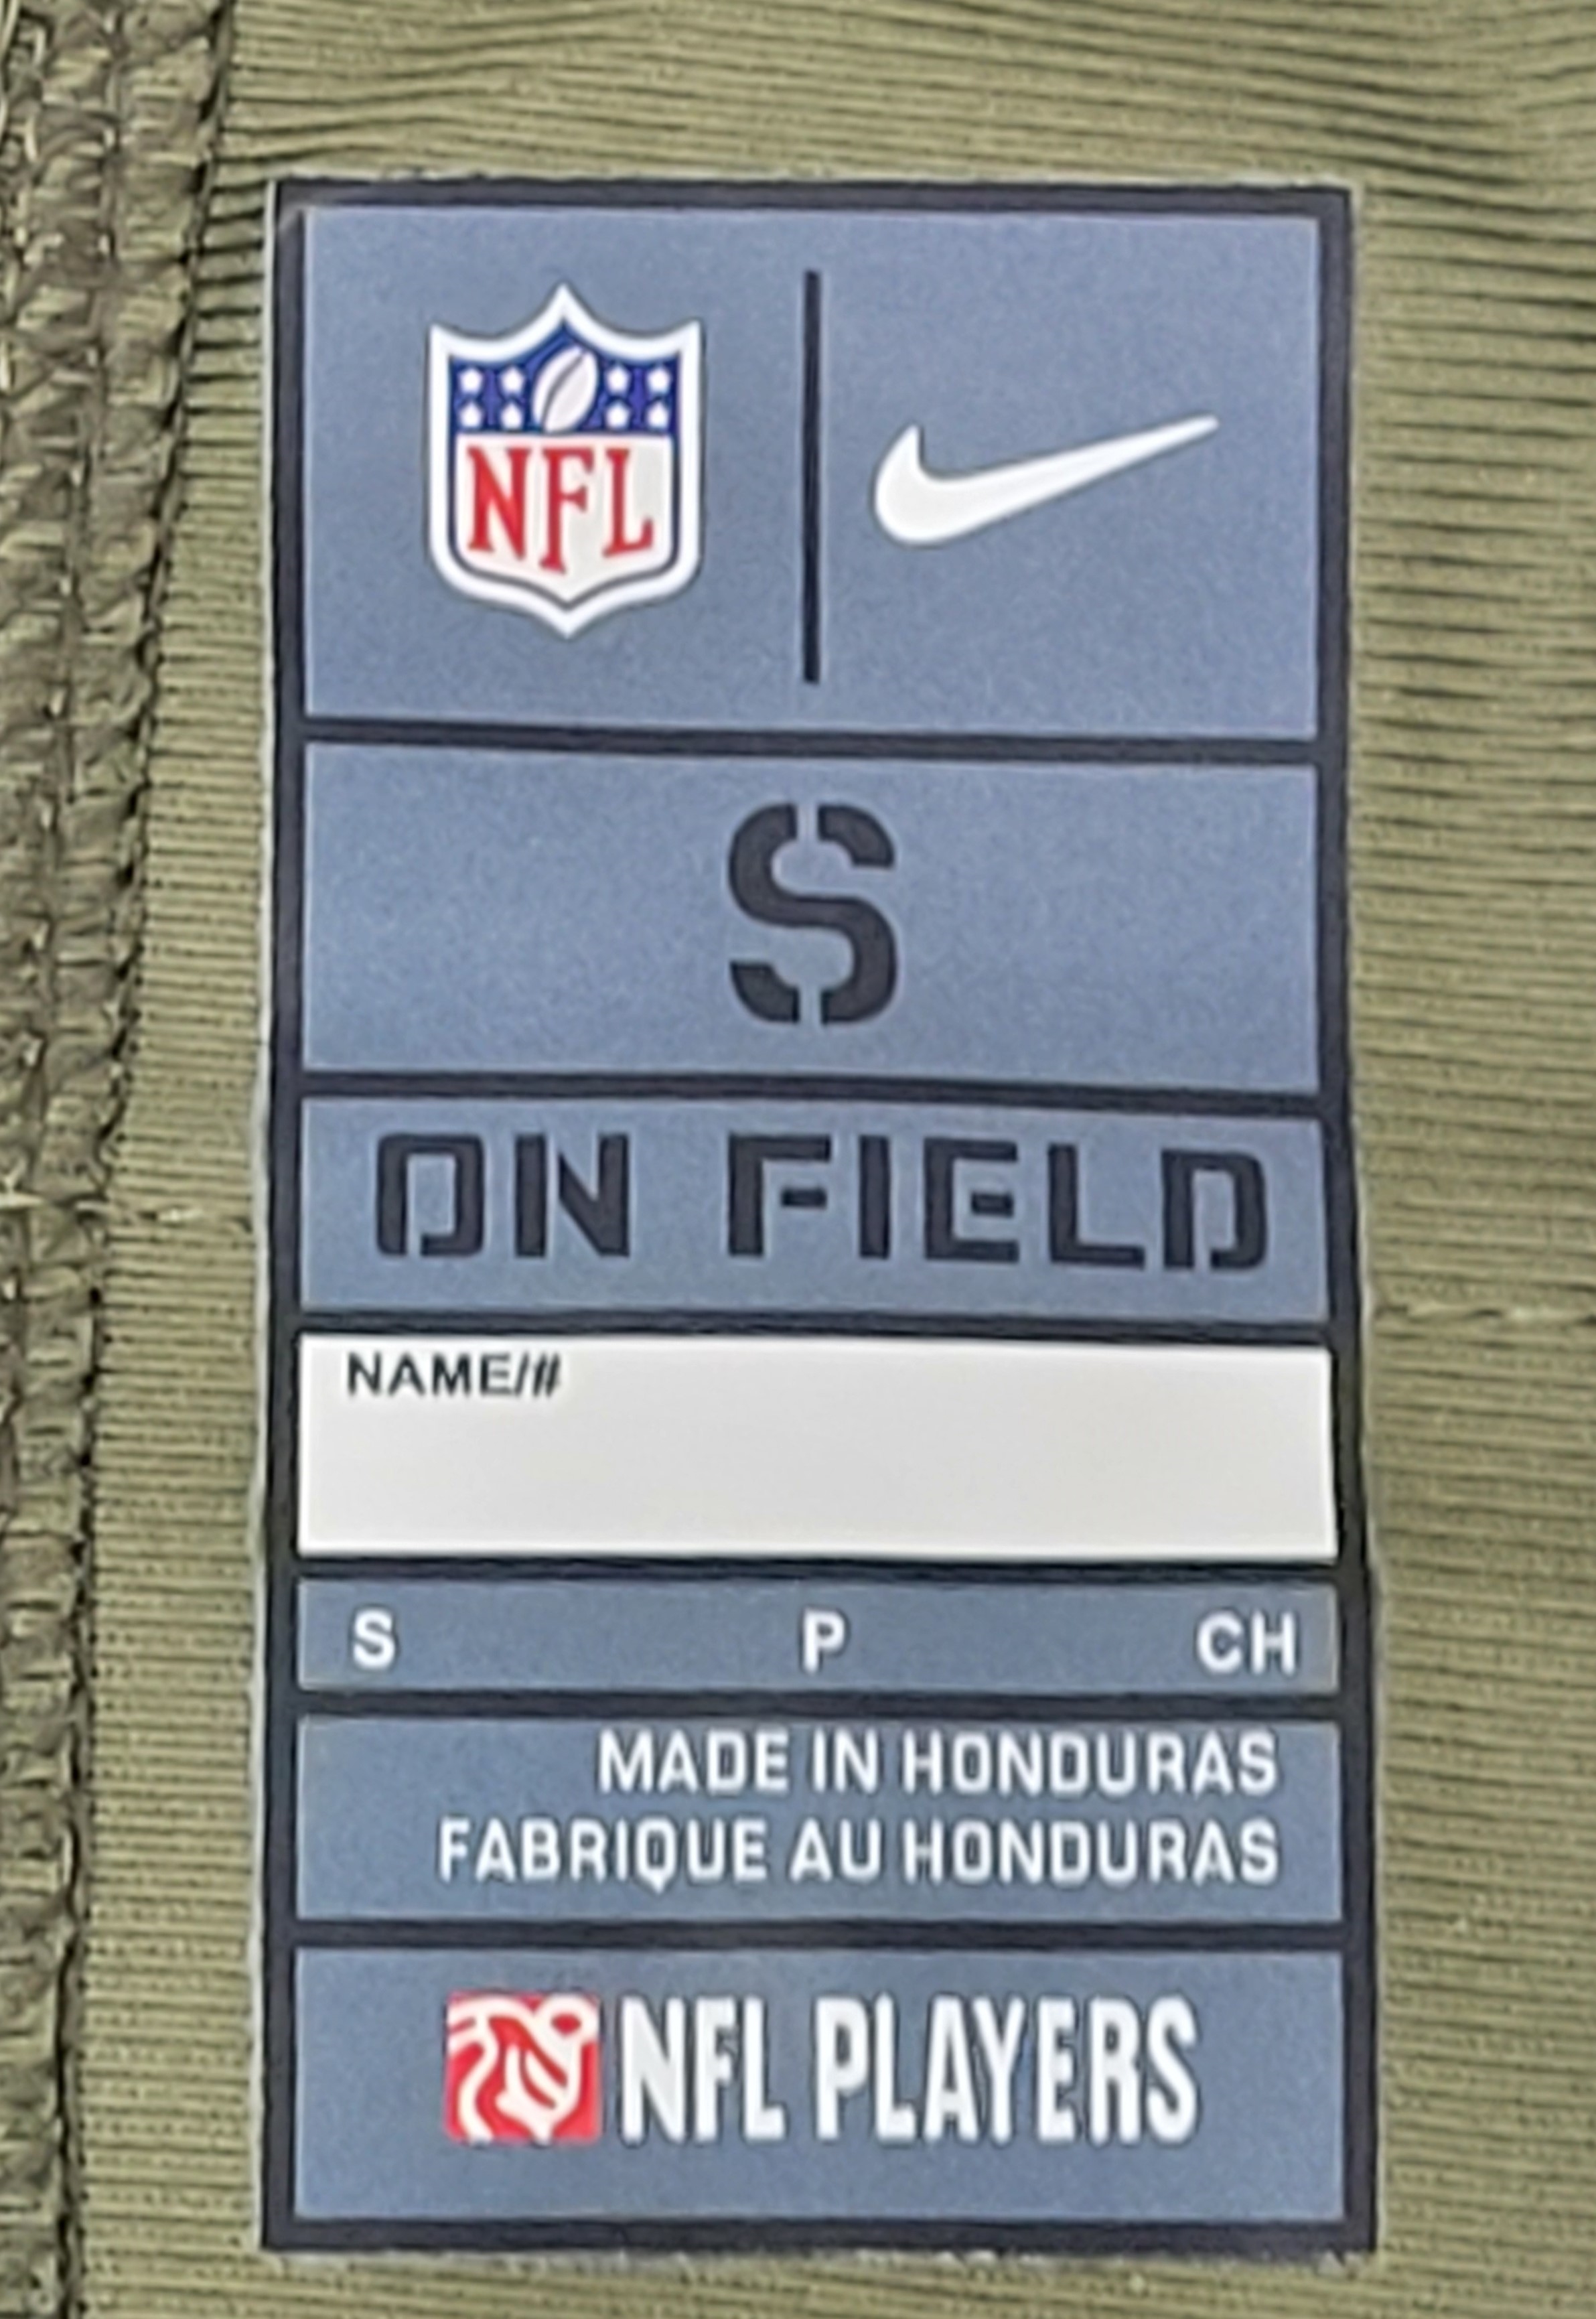 NFL
S
ON FIELD
NAME/#
S P CH
MADE IN HONDURAS
FABRIQUE AU HONDURAS
NFL PLAYERS